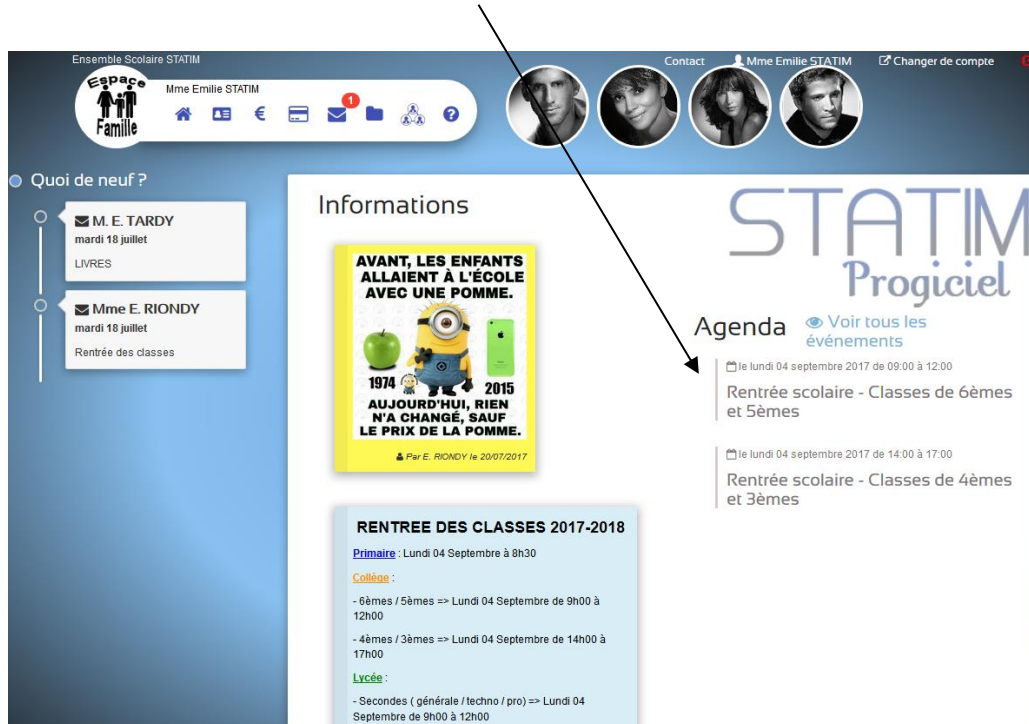 Ensemble Scolaire STATIM
Contact
Mme Emilie STATIM
Changer de compte
Espace
Famille
Mme Emilie STATIM
€
1
?
Quoi de neuf ?
M. E. TARDY
mardi 18 juillet
LIVRES
Mme E. RIONDY
mardi 18 juillet
Rentrée des classes
Informations
AVANT, LES ENFANTS
ALLAIENT À L'ÉCOLE
AVEC UNE POMME.
1974
2015
AUJOURD'HUI, RIEN
N'A CHANGÉ, SAUF
LE PRIX DE LA POMME.
Par E. RIONDY le 20/07/2017
RENTREE DES CLASSES 2017-2018
Primaire : Lundi 04 Septembre à 8h30
Collège :
- 6èmes / 5èmes => Lundi 04 Septembre de 9h00 à
12h00
- 4èmes / 3èmes => Lundi 04 Septembre de 14h00 à
17h00
Lycée :
- Secondes ( générale / techno / pro) => Lundi 04
Septembre de 9h00 à 12h00
STATIM
Progiciel
Agenda
Voir tous les
événements
le lundi 04 septembre 2017 de 09:00 à 12:00
Rentrée scolaire - Classes de 6èmes
et 5èmes
le lundi 04 septembre 2017 de 14:00 à 17:00
Rentrée scolaire - Classes de 4èmes
et 3èmes